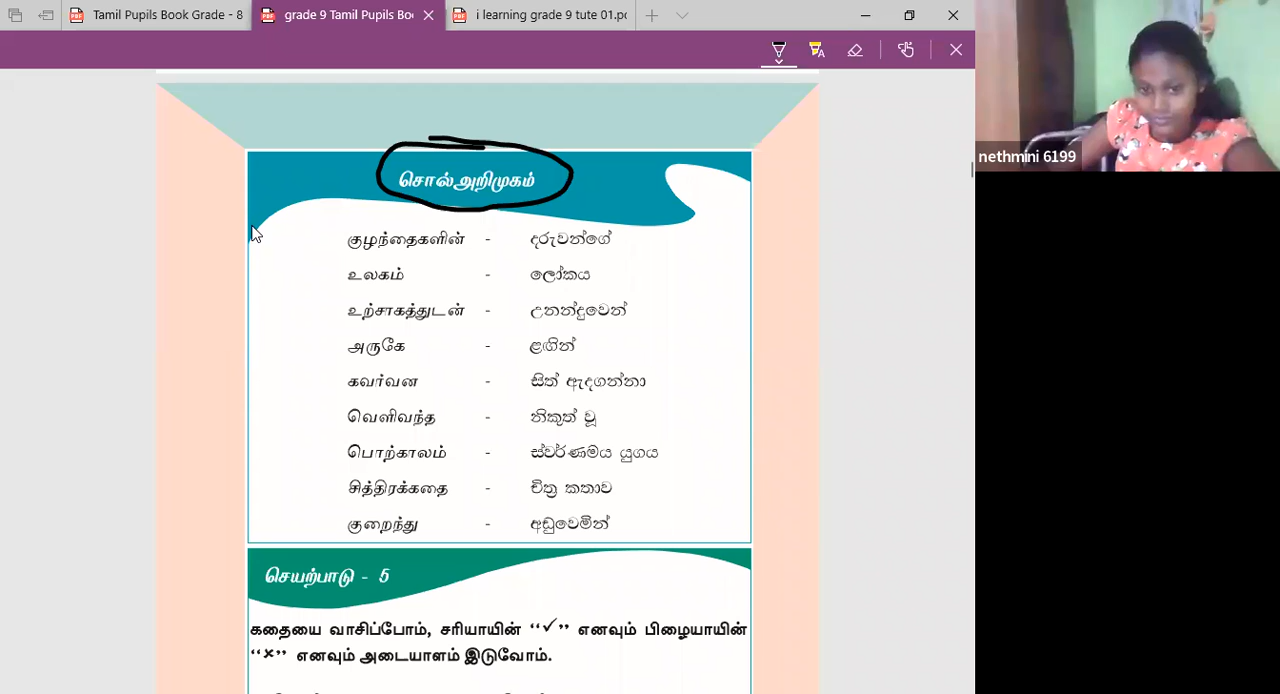 Tamil Pupils Book Grade - 8
grade 9 Tamil Pupils Boo
i learning grade 9 tute 01.pc
சொல்அறிமுகம்
குழந்தைகளின் - දරුවන්ගේ
உலகம் - ලෝකය
உற்சாகத்துடன் - උනන්දුවෙන්
அருகே - ළඟින්
கவர்வன - සිත් ඇදගන්නා
வெளிவந்த - නිකුත් වූ
பொற்காலம் - ස්වර්ණමය යුගය
சித்திரக்கதை - චිත්‍ර කතාව
குறைந்து - අඩුවෙමින්
செயற்பாடு - 5
கதையை வாசிப்போம், சரியாயின் “✓” எனவும் பிழையாயின்
“×” எனவும் அடையாளம் இடுவோம்.
nethmini 6199